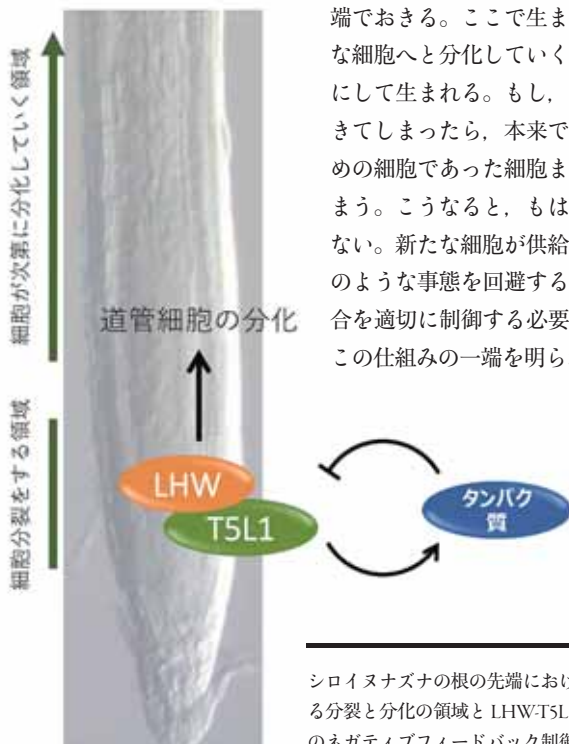 端でおきる。ここで生ま
な細胞へと分化していく
にして生まれる。もし，
きてしまったら，本来で
めの細胞であった細胞ま
まう。こうなると，もは
ない。新たな細胞が供給
のような事態を回避する
合を適切に制御する必要
この仕組みの一端を明ら
細胞が次第に分化していく領域
道管細胞の分化
細胞分裂をする領域
LHW
T5L1
タンパク
質
シロイヌナズナの根の先端におけ
る分裂と分化の領域と LHW-T5L
のネガティブフィードバック制御